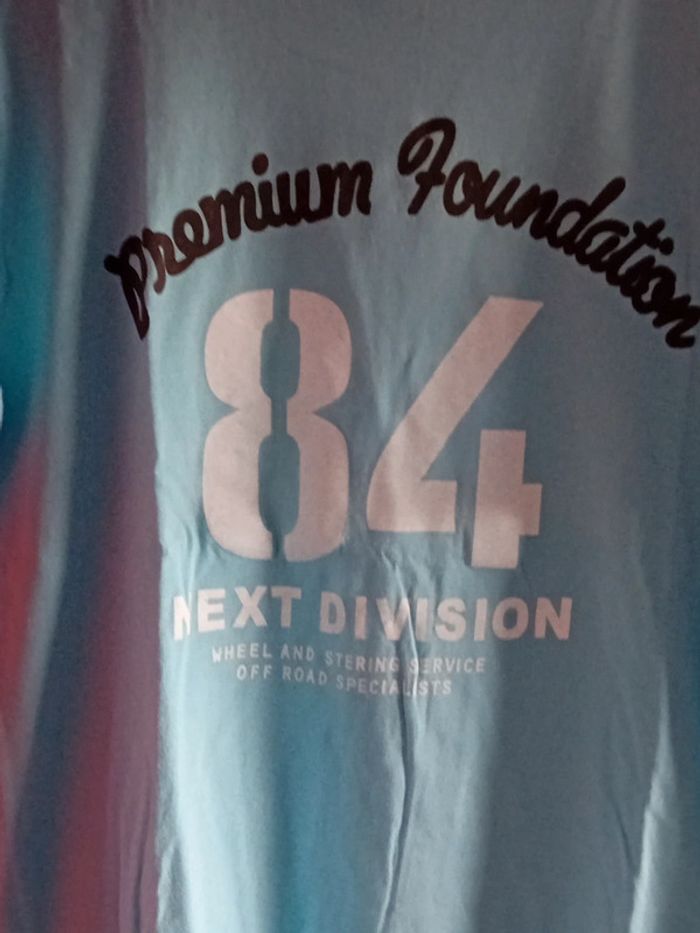 Premium Foundation
84
NEXT DIVISION
WHEEL AND STERING SERVICE
OFF ROAD SPECIALISTS